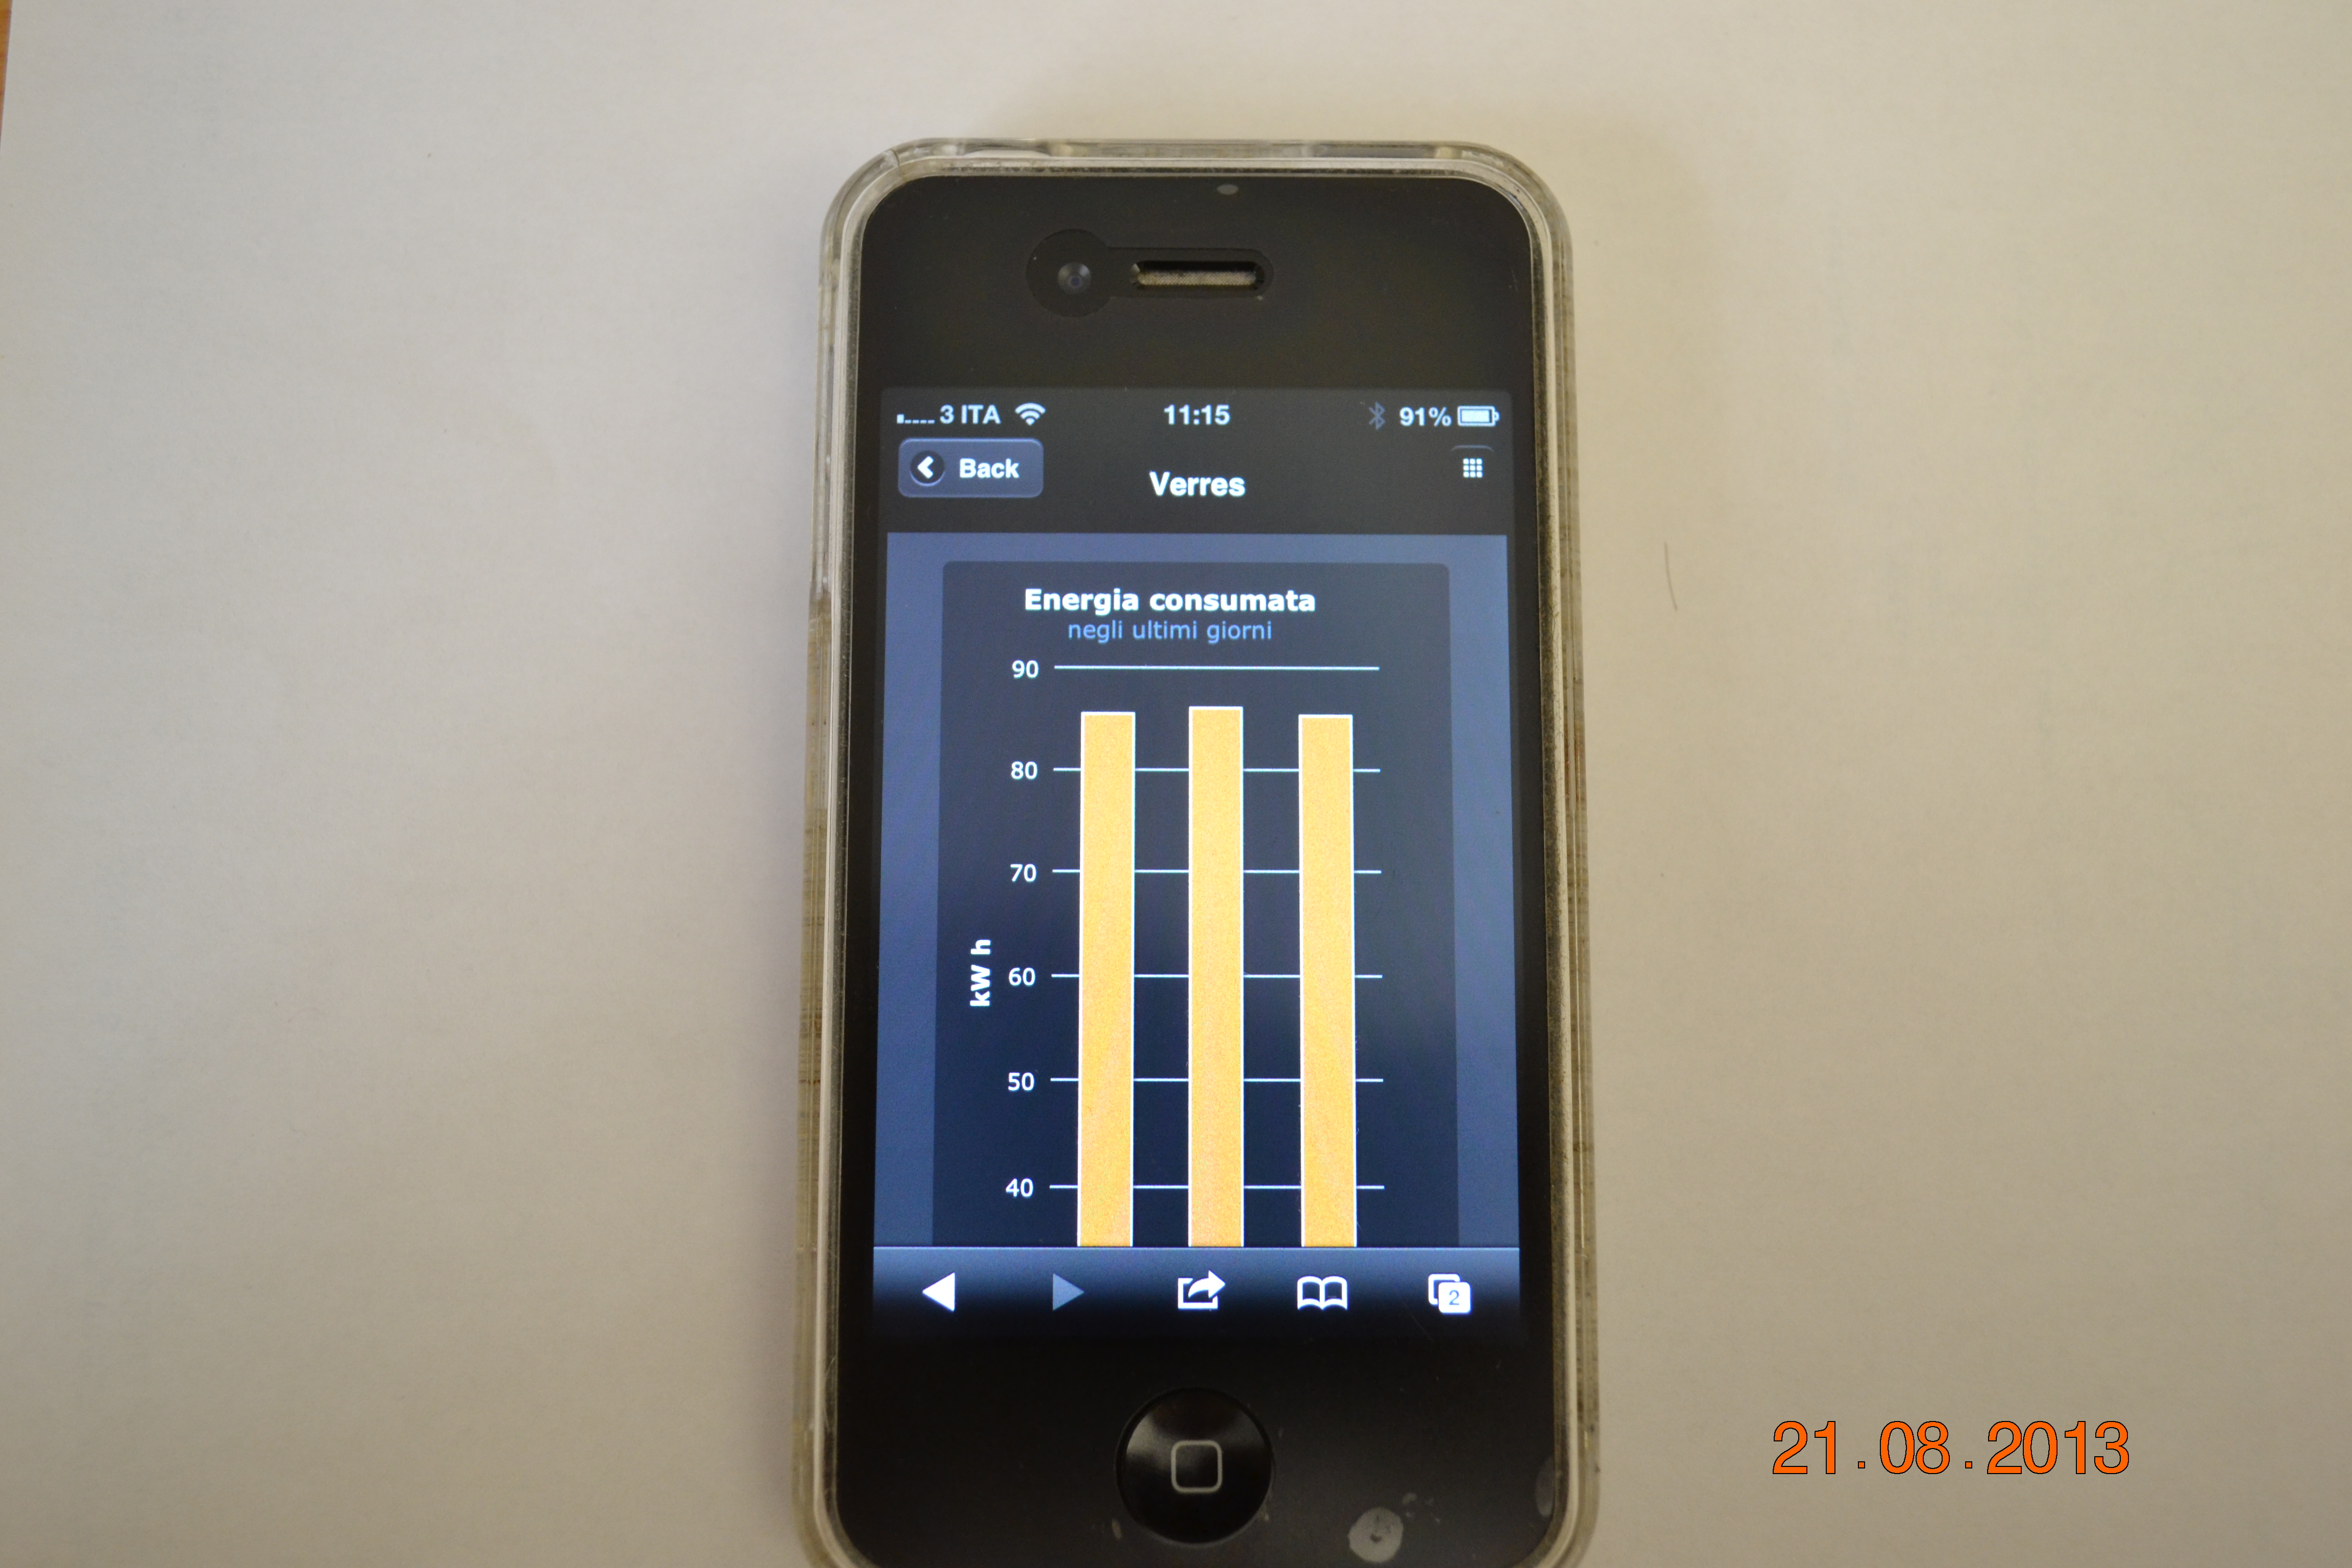 3 ITA 11:15 91%
Back
Verres
Energia consumata
negli ultimi giorni
90
80
70
kW h
60
50
40
2
21.08.2013